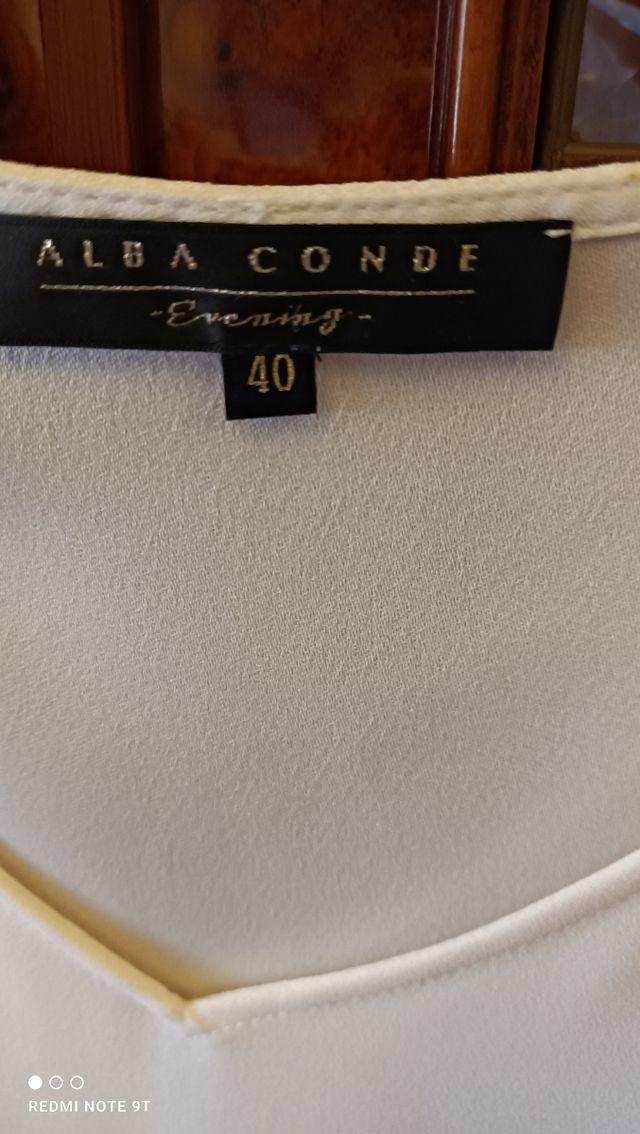 ALBA CONDE
-Evening-
40
REDMI NOTE 9T